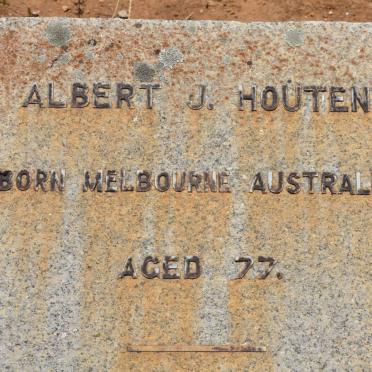 ALBERT J. HOUTEN
BORN MELBOURNE AUSTRAL
AGED 77.